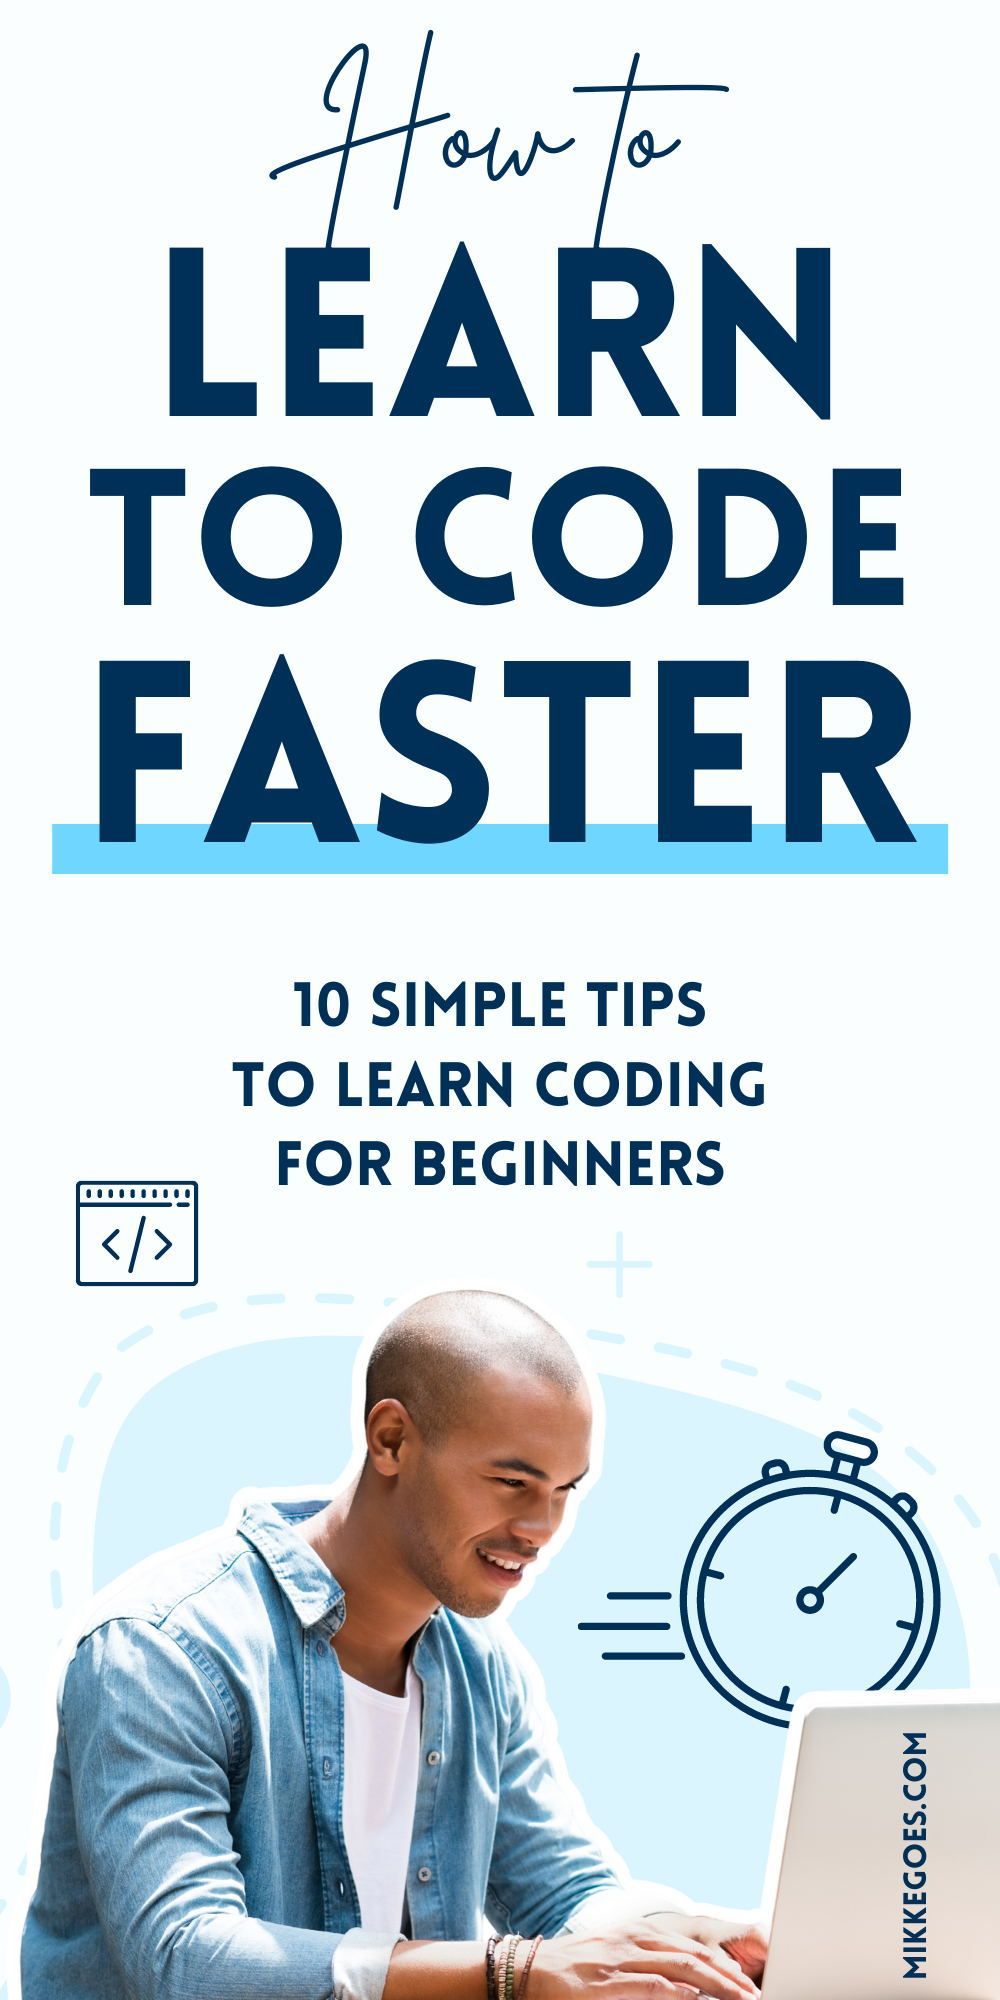 How to
LEARN
TO CODE
FASTER
10 SIMPLE TIPS
TO LEARN CODING
FOR BEGINNERS
</>
MIKKEGOES.COM